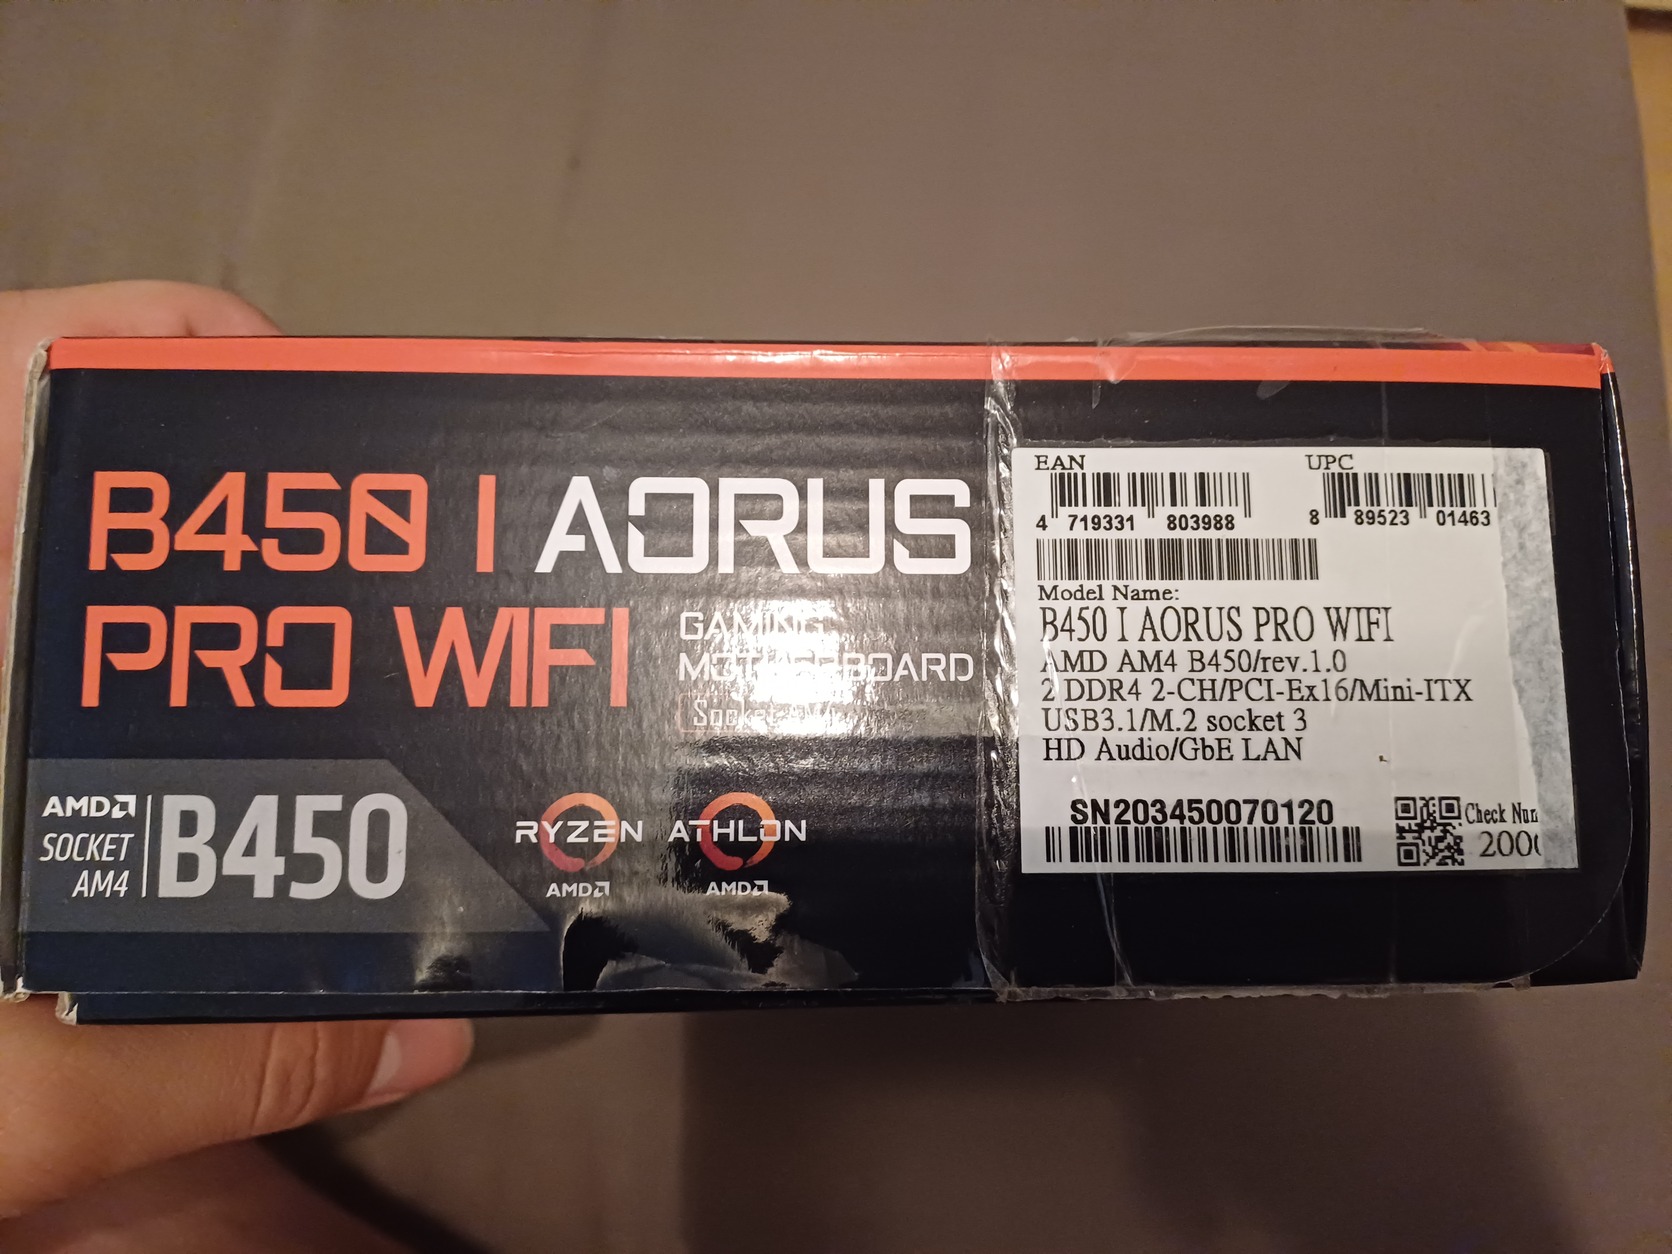 B450 I AORUS
PRO WIFI
GAMING
MOTHERBOARD
AMD
SOCKET
AM4
B450
RYZEN
AMD
ATHLON
AMD
EAN
4 719331 803988
UPC
8 89523 01463
Model Name:
B450 I AORUS PRO WIFI
AMD AM4 B450/rev.1.0
2 DDR4 2-CH/PCI-Ex16/Mini-ITX
USB3.1/M.2 socket 3
HD Audio/GbE LAN
SN203450070120
Check